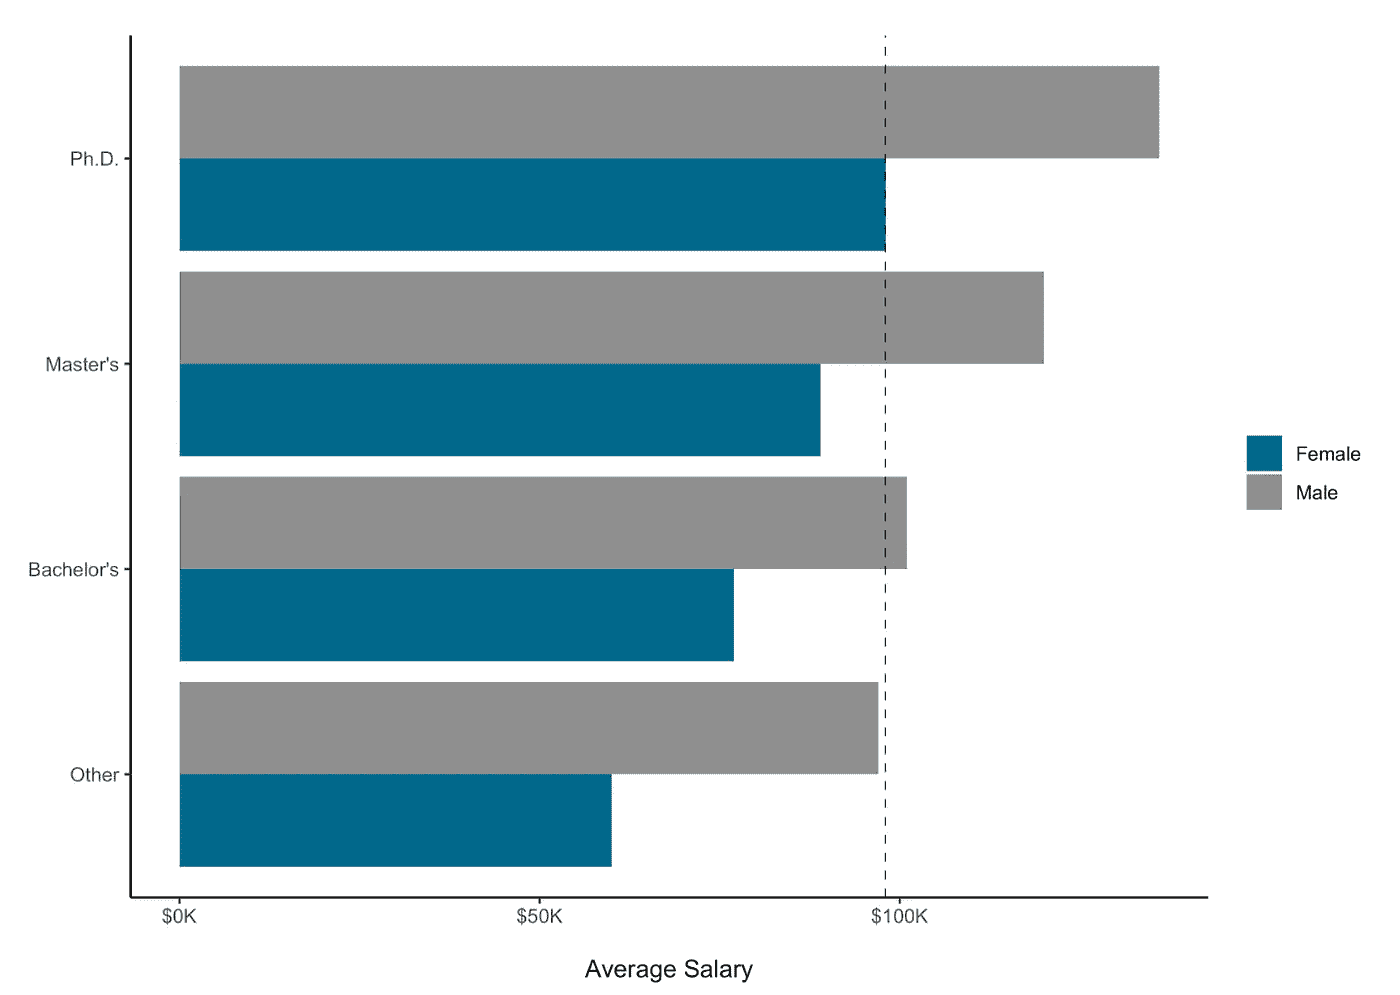 Ph.D.
Master's
Bachelor's
Other
$0K
$50K
$100K
Average Salary
Female
Male